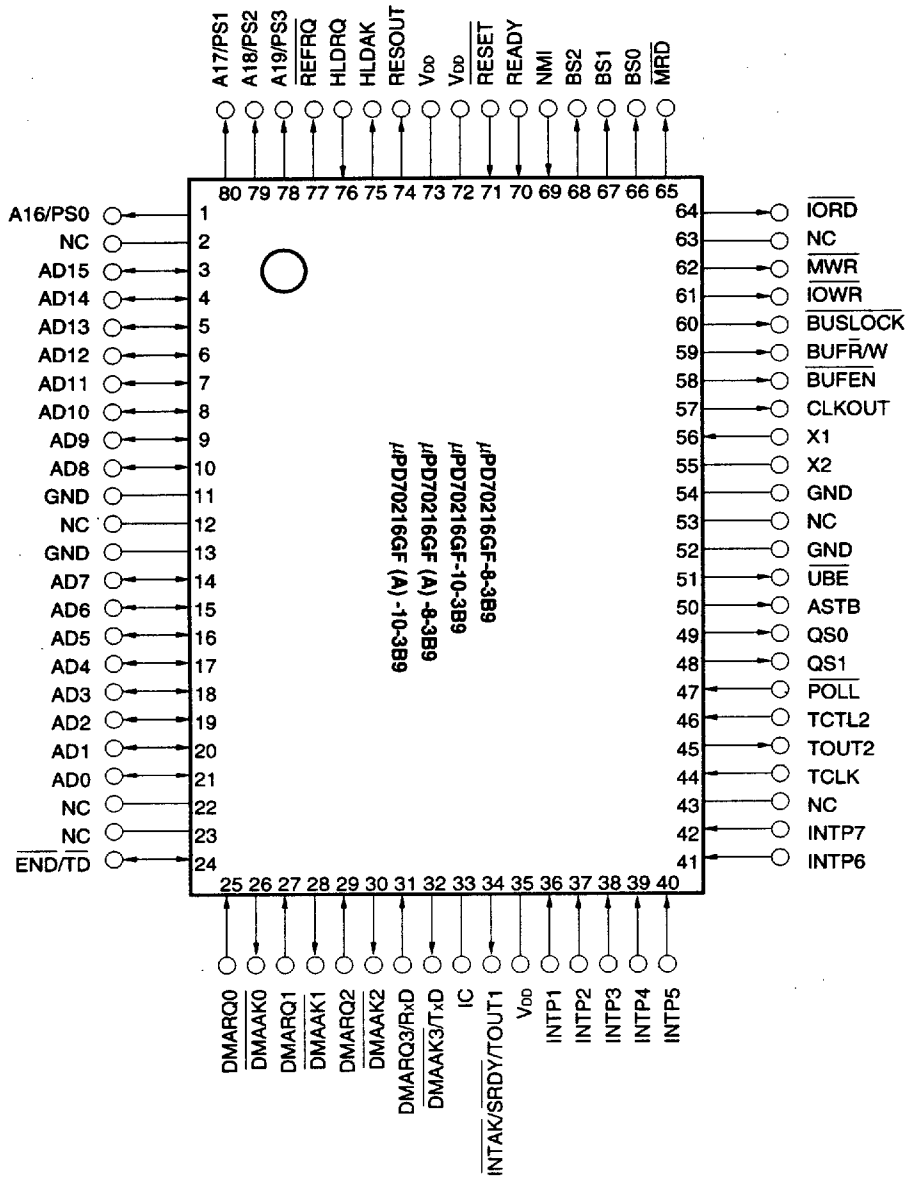 A17/PS1
A18/PS2
A19/PS3
REFRQ
HLDRQ
HLDAK
RESOUT
VDD
VDD
RESET
READY
NMI
BS2
BS1
BS0
MRD
80 79 78 77 76 75 74 73 72 71 70 69 68 67 66 65
A16/PS0 1
NC 2
AD15 3
AD14 4
AD13 5
AD12 6
AD11 7
AD10 8
AD9 9
AD8 10
GND 11
NC 12
GND 13
AD7 14
AD6 15
AD5 16
AD4 17
AD3 18
AD2 19
AD1 20
AD0 21
NC 22
NC 23
END/TD 24
µPD70216GF-8-3B9
µPD70216GF-10-3B9
µPD70216GF (A) -8-3B9
µPD70216GF (A) -10-3B9
64 IORD
63 NC
62 MWR
61 IOWR
60 BUSLOCK
59 BUFR/W
58 BUFEN
57 CLKOUT
56 X1
55 X2
54 GND
53 NC
52 GND
51 UBE
50 ASTB
49 QS0
48 QS1
47 POLL
46 TCTL2
45 TOUT2
44 TCLK
43 NC
42 INTP7
41 INTP6
25 26 27 28 29 30 31 32 33 34 35 36 37 38 39 40
DMARQ0
DMAAK0
DMARQ1
DMAAK1
DMARQ2
DMAAK2
DMARQ3/RxD
DMAAK3/TxD
IC
INTAK/SRDY/TOUT1
VDD
INTP1
INTP2
INTP3
INTP4
INTP5